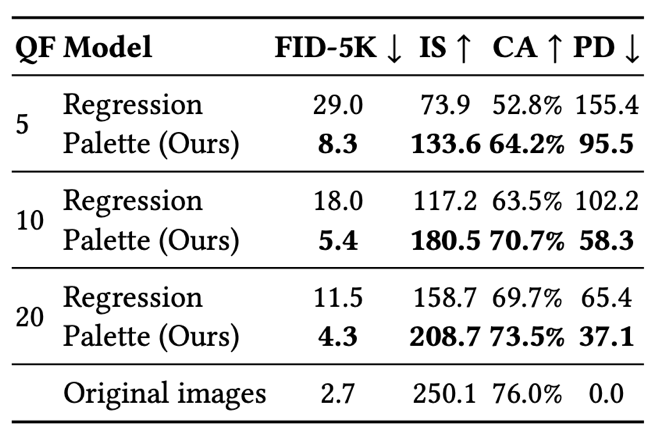 QF Model FID-5K ↓ IS ↑ CA ↑ PD ↓
5 Regression 29.0 73.9 52.8% 155.4
Palette (Ours) 8.3 133.6 64.2% 95.5
10 Regression 18.0 117.2 63.5% 102.2
Palette (Ours) 5.4 180.5 70.7% 58.3
20 Regression 11.5 158.7 69.7% 65.4
Palette (Ours) 4.3 208.7 73.5% 37.1
Original images 2.7 250.1 76.0% 0.0